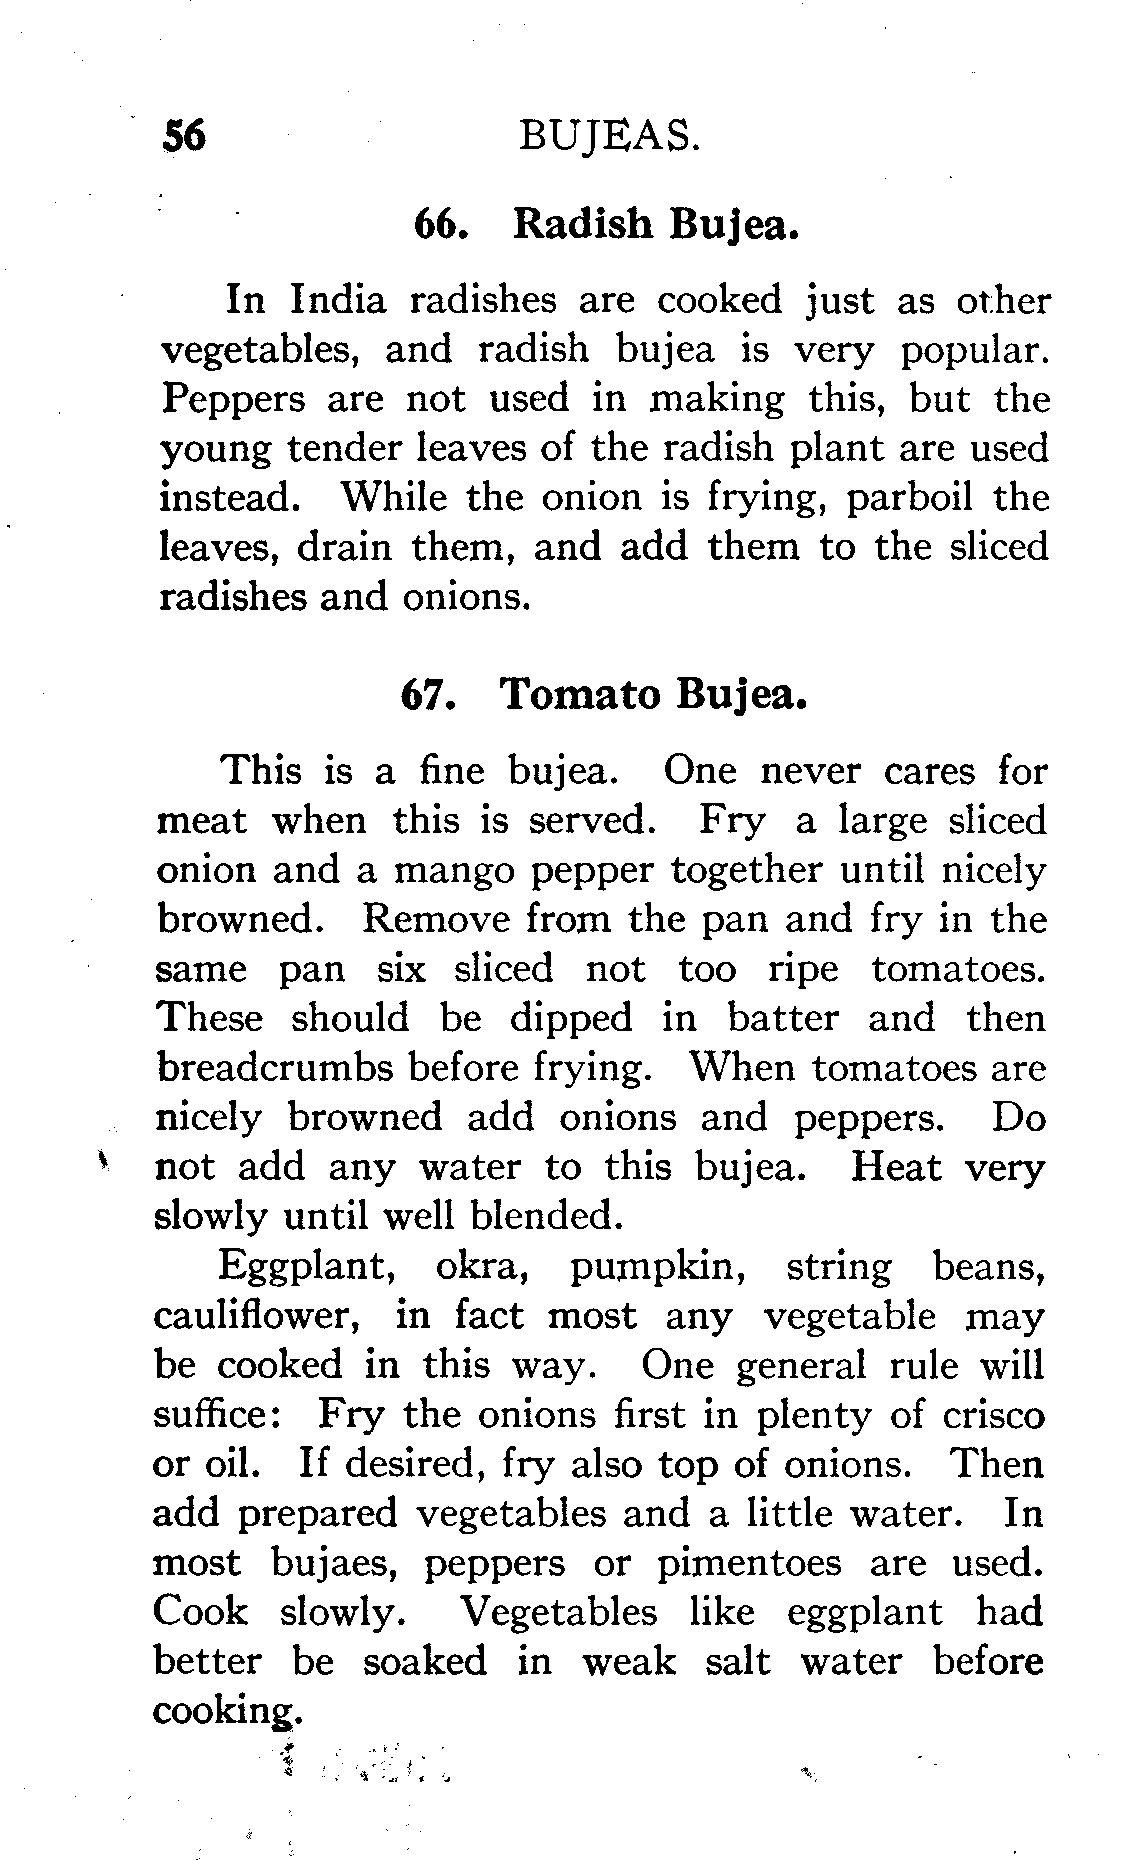 56 BUJEAS.
66. Radish Bujea.
In India radishes are cooked just as other
vegetables, and radish bujea is very popular.
Peppers are not used in making this, but the
young tender leaves of the radish plant are used
instead. While the onion is frying, parboil the
leaves, drain them, and add them to the sliced
radishes and onions.
67. Tomato Bujea.
This is a fine bujea. One never cares for
meat when this is served. Fry a large sliced
onion and a mango pepper together until nicely
browned. Remove from the pan and fry in the
same pan six sliced not too ripe tomatoes.
These should be dipped in batter and then
breadcrumbs before frying. When tomatoes are
nicely browned add onions and peppers. Do
not add any water to this bujea. Heat very
slowly until well blended.
Eggplant, okra, pumpkin, string beans,
cauliflower, in fact most any vegetable may
be cooked in this way. One general rule will
suffice: Fry the onions first in plenty of crisco
or oil. If desired, fry also top of onions. Then
add prepared vegetables and a little water. In
most bujaes, peppers or pimentoes are used.
Cook slowly. Vegetables like eggplant had
better be soaked in weak salt water before
cooking.